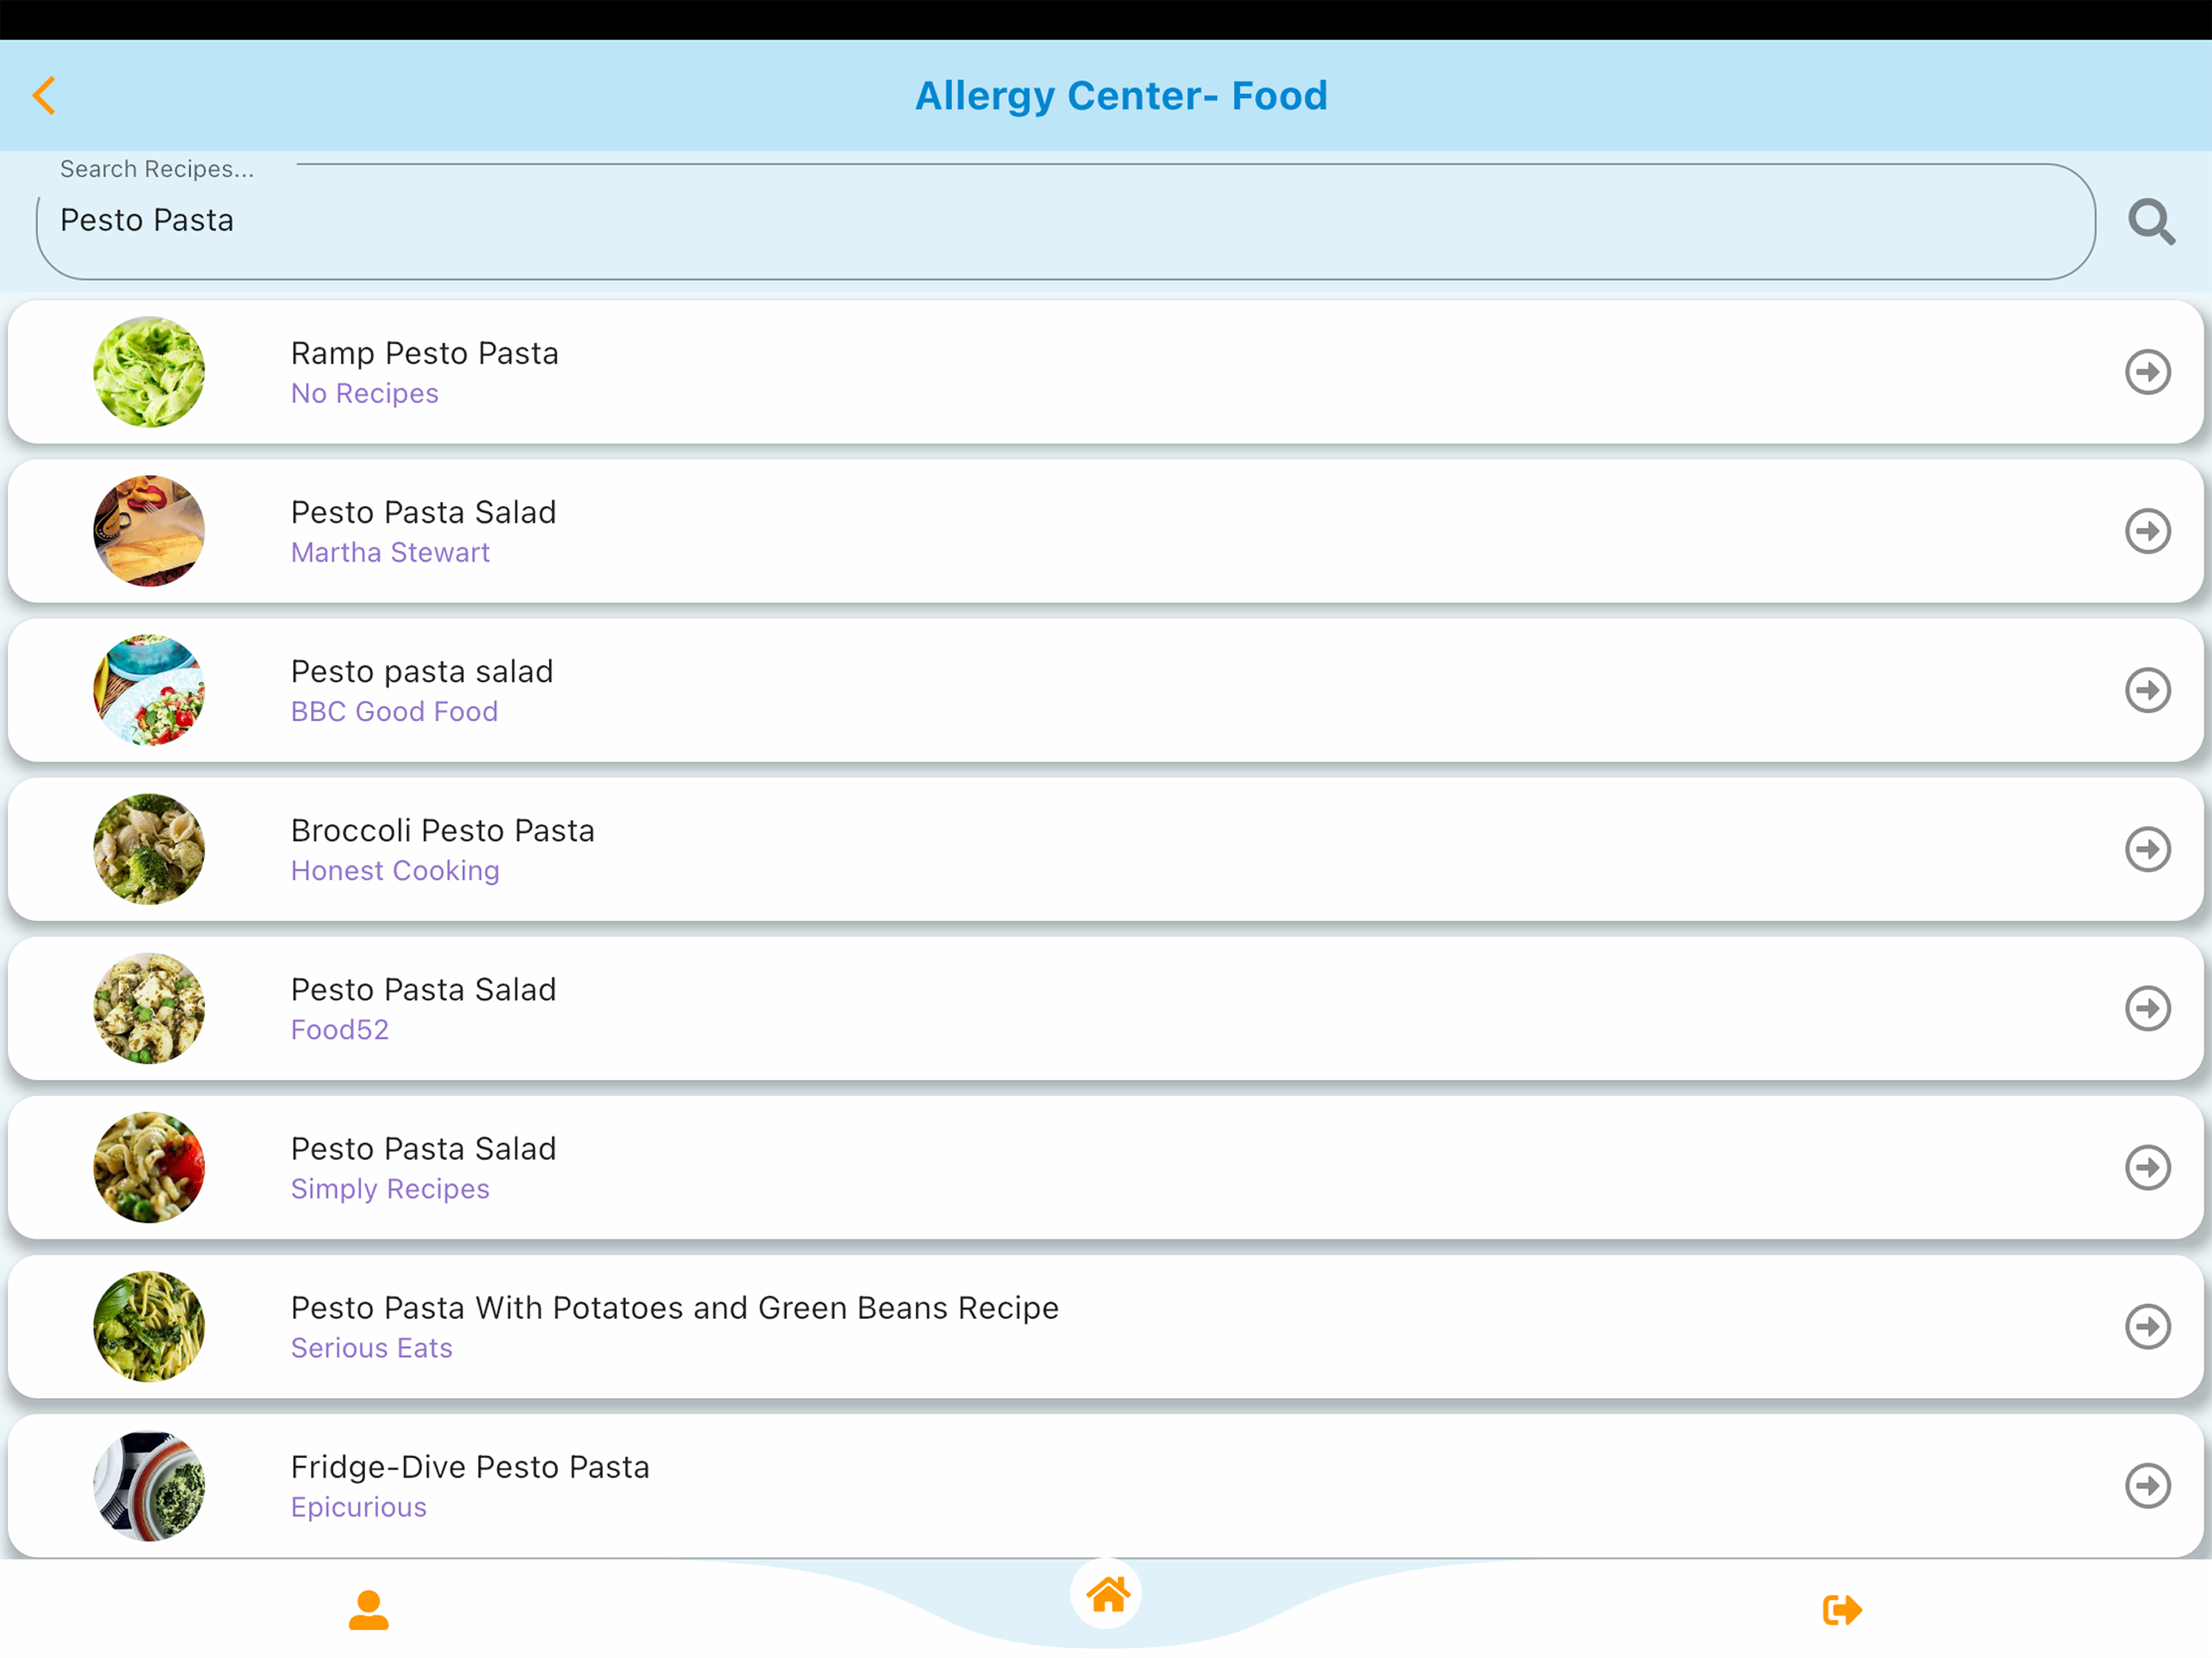 Allergy Center- Food
Search Recipes...
Pesto Pasta
Ramp Pesto Pasta
No Recipes
Pesto Pasta Salad
Martha Stewart
Pesto pasta salad
BBC Good Food
Broccoli Pesto Pasta
Honest Cooking
Pesto Pasta Salad
Food52
Pesto Pasta Salad
Simply Recipes
Pesto Pasta With Potatoes and Green Beans Recipe
Serious Eats
Fridge-Dive Pesto Pasta
Epicurious